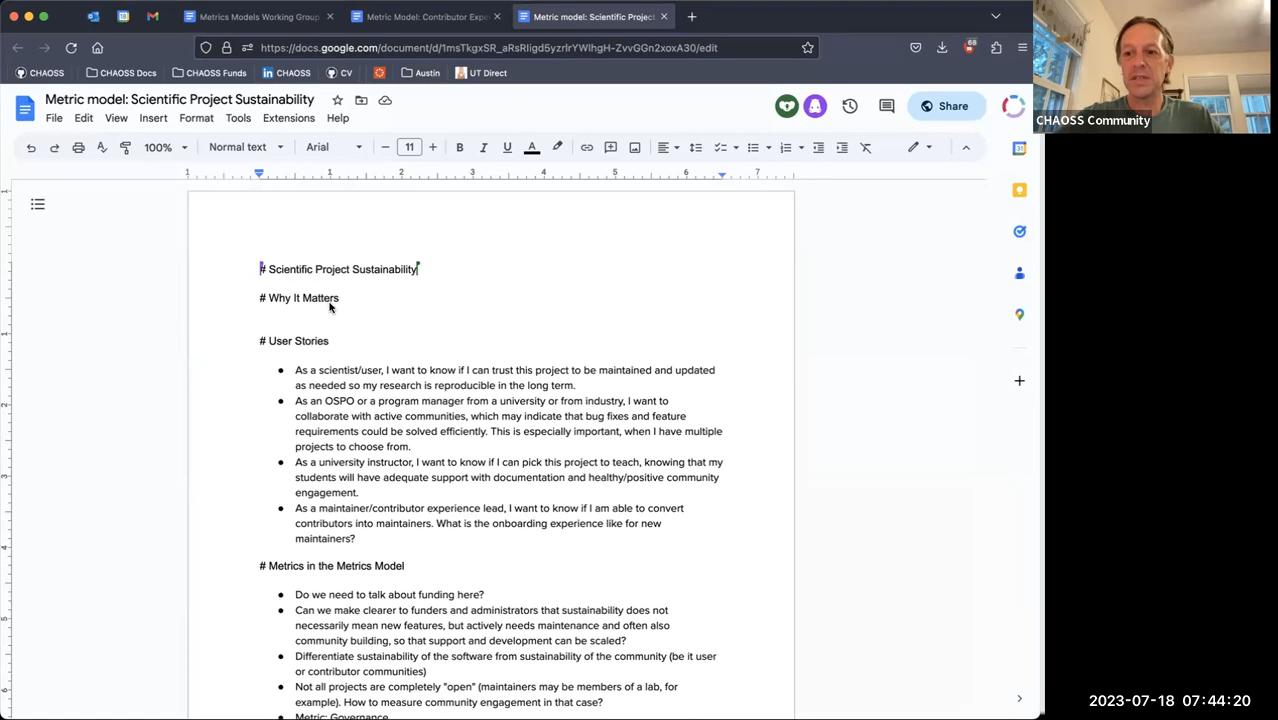 Metrics Models Working Group
Metric Model: Contributor Expe
Metric model: Scientific Project
https://docs.google.com/document/d/1msTkgxSR_aRsRIigd5yzrlrYWlhgH-ZvvGGn2xoxA30/edit
68
CHAOSS
CHAOSS Docs
CHAOSS Funds
CHAOSS
CV
Austin
UT Direct
Metric model: Scientific Project Sustainability
File Edit View Insert Format Tools Extensions Help
Share
CHAOSS Community
100% Normal text Arial 11
1 1 2 3 4 5 6 7
# Scientific Project Sustainability
# Why It Matters
# User Stories
As a scientist/user, I want to know if I can trust this project to be maintained and updated
as needed so my research is reproducible in the long term.
As an OSPO or a program manager from a university or from industry, I want to
collaborate with active communities, which may indicate that bug fixes and feature
requirements could be solved efficiently. This is especially important, when I have multiple
projects to choose from.
As a university instructor, I want to know if I can pick this project to teach, knowing that my
students will have adequate support with documentation and healthy/positive community
engagement.
As a maintainer/contributor experience lead, I want to know if I am able to convert
contributors into maintainers. What is the onboarding experience like for new
maintainers?
# Metrics in the Metrics Model
Do we need to talk about funding here?
Can we make clearer to funders and administrators that sustainability does not
necessarily mean new features, but actively needs maintenance and often also
community building, so that support and development can be scaled?
Differentiate sustainability of the software from sustainability of the community (be it user
or contributor communities)
Not all projects are completely "open" (maintainers may be members of a lab, for
example). How to measure community engagement in that case?
Metric: Governance
2023-07-18 07:44:20